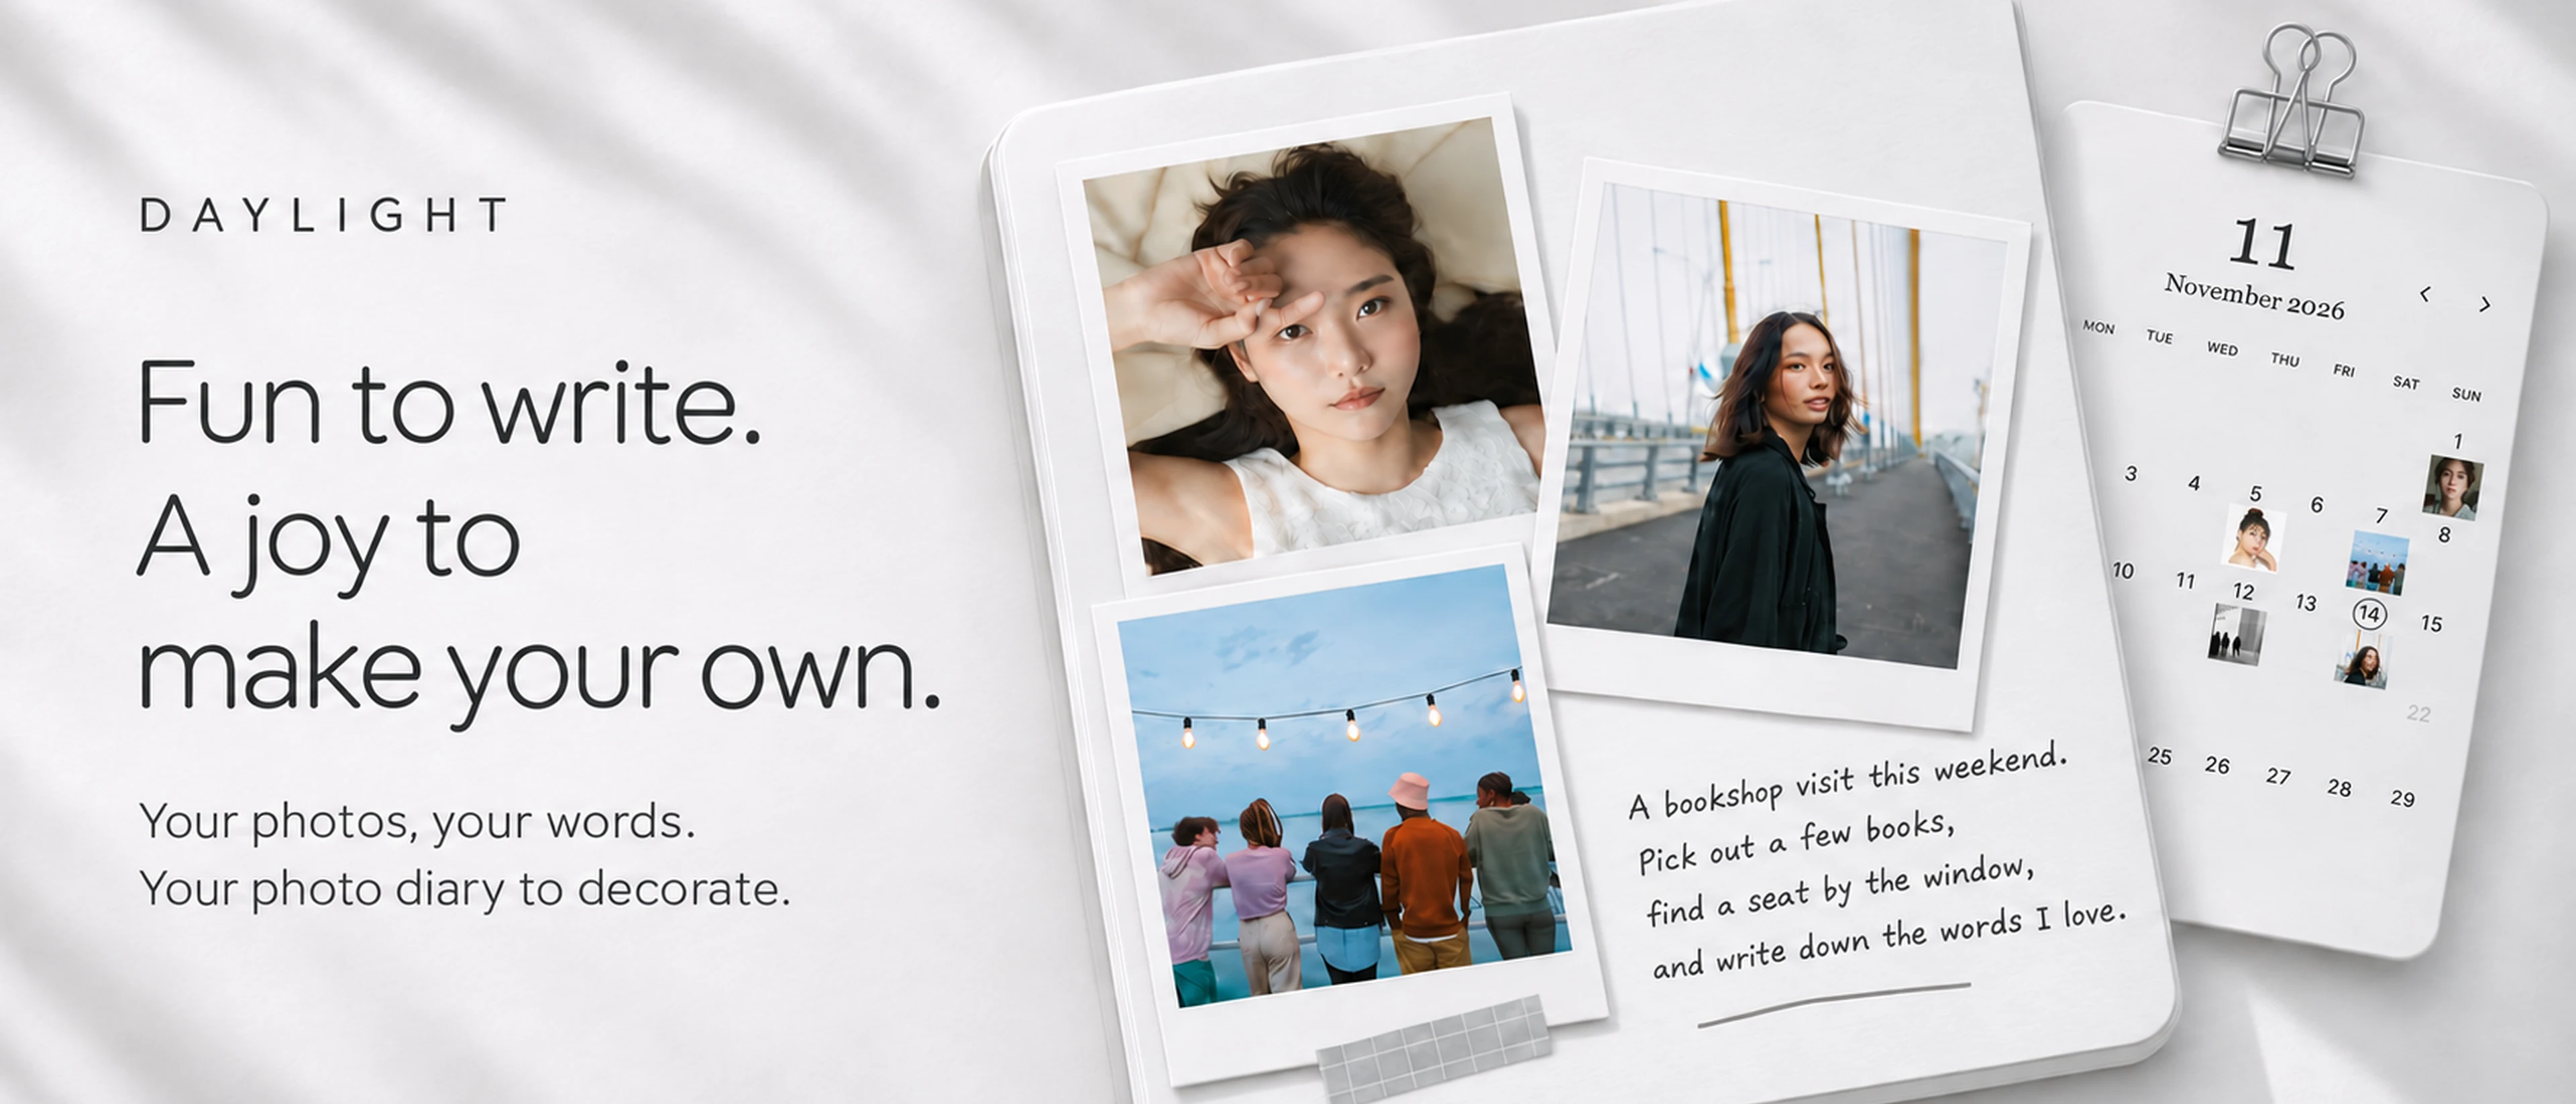 DAYLIGHT
Fun to write.
A joy to
make your own.
Your photos, your words.
Your photo diary to decorate.
A bookshop visit this weekend.
Pick out a few books,
find a seat by the window,
and write down the words I love.
11
November 2026
< >
MON TUE WED THU FRI SAT SUN
1
3 4 5 6 7 8
10 11 12 13 14 15
22
25 26 27 28 29